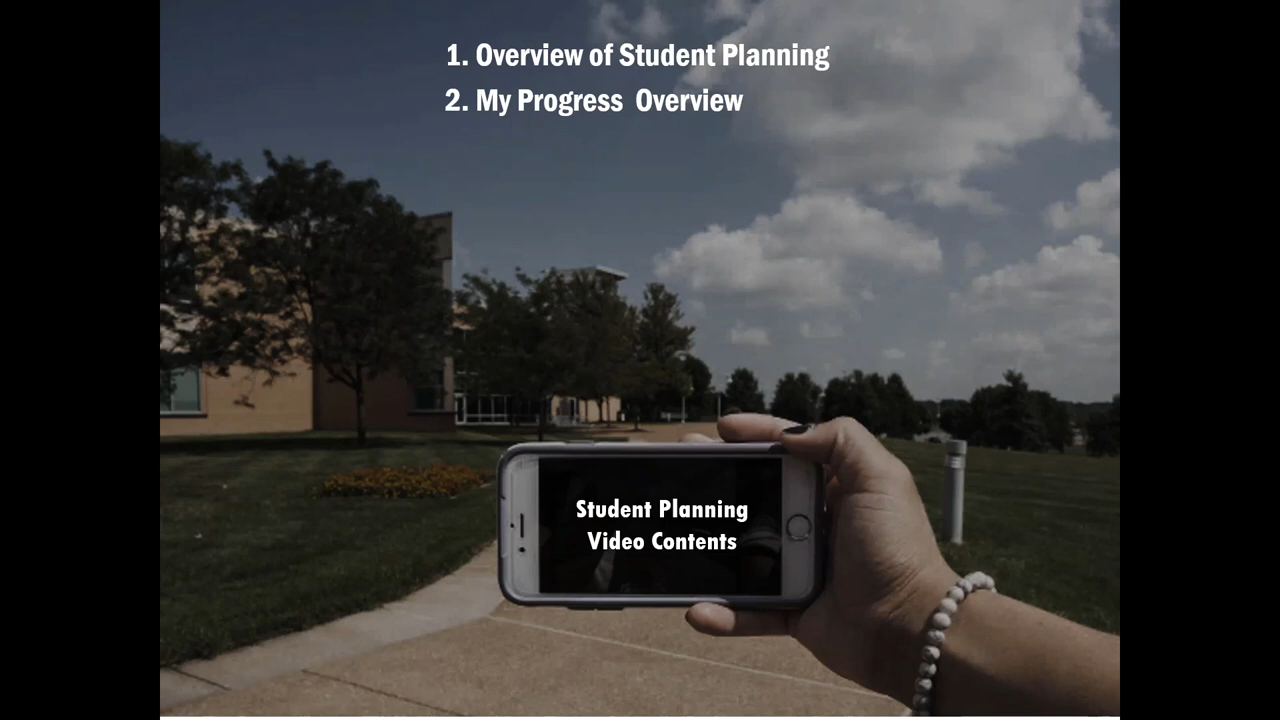 1. Overview of Student Planning
2. My Progress  Overview
Student Planning
Video Contents